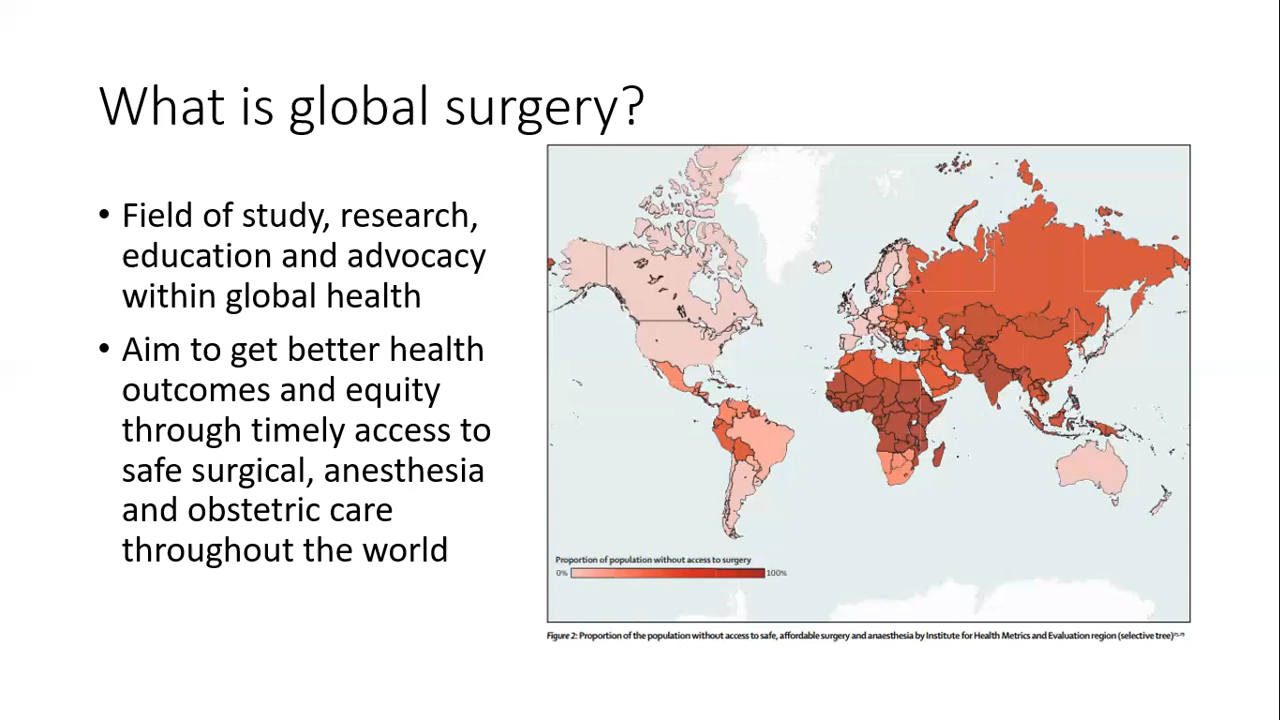 What is global surgery?
• Field of study, research,
education and advocacy
within global health
• Aim to get better health
outcomes and equity
through timely access to
safe surgical, anesthesia
and obstetric care
throughout the world
Proportion of population without access to surgery
0% 100%
Figure 2: Proportion of the population without access to safe, affordable surgery and anaesthesia by Institute for Health Metrics and Evaluation region (selective tree)